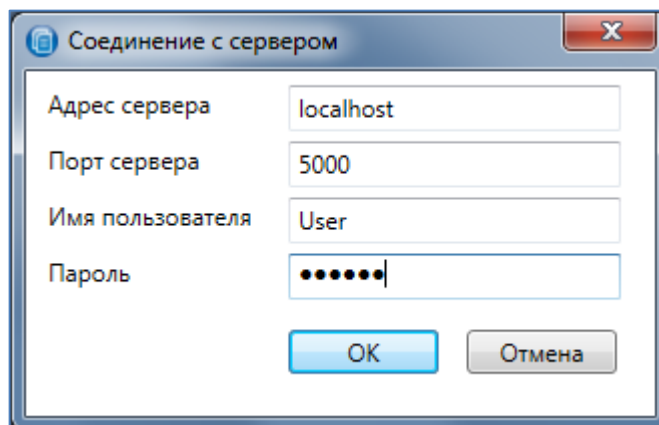 Соединение с сервером
Адрес сервера localhost
Порт сервера 5000
Имя пользователя User
Пароль ●●●●●●
OK Отмена